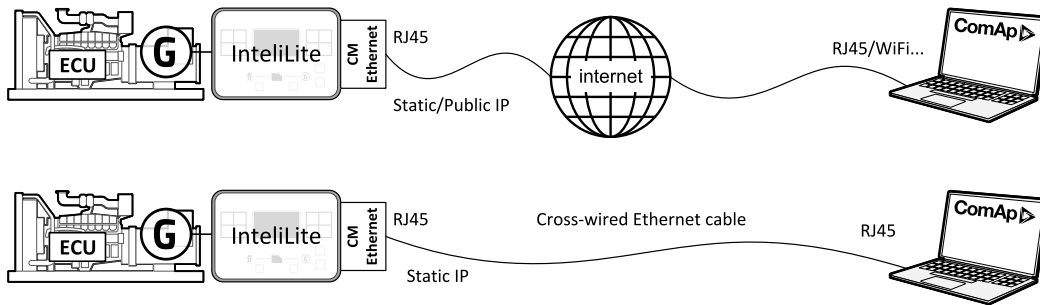 ECU
G
InteliLite
CM
Ethernet
RJ45
Static/Public IP
internet
RJ45/WiFi...
ComAp
ECU
G
InteliLite
CM
Ethernet
RJ45
Static IP
Cross-wired Ethernet cable
RJ45
ComAp